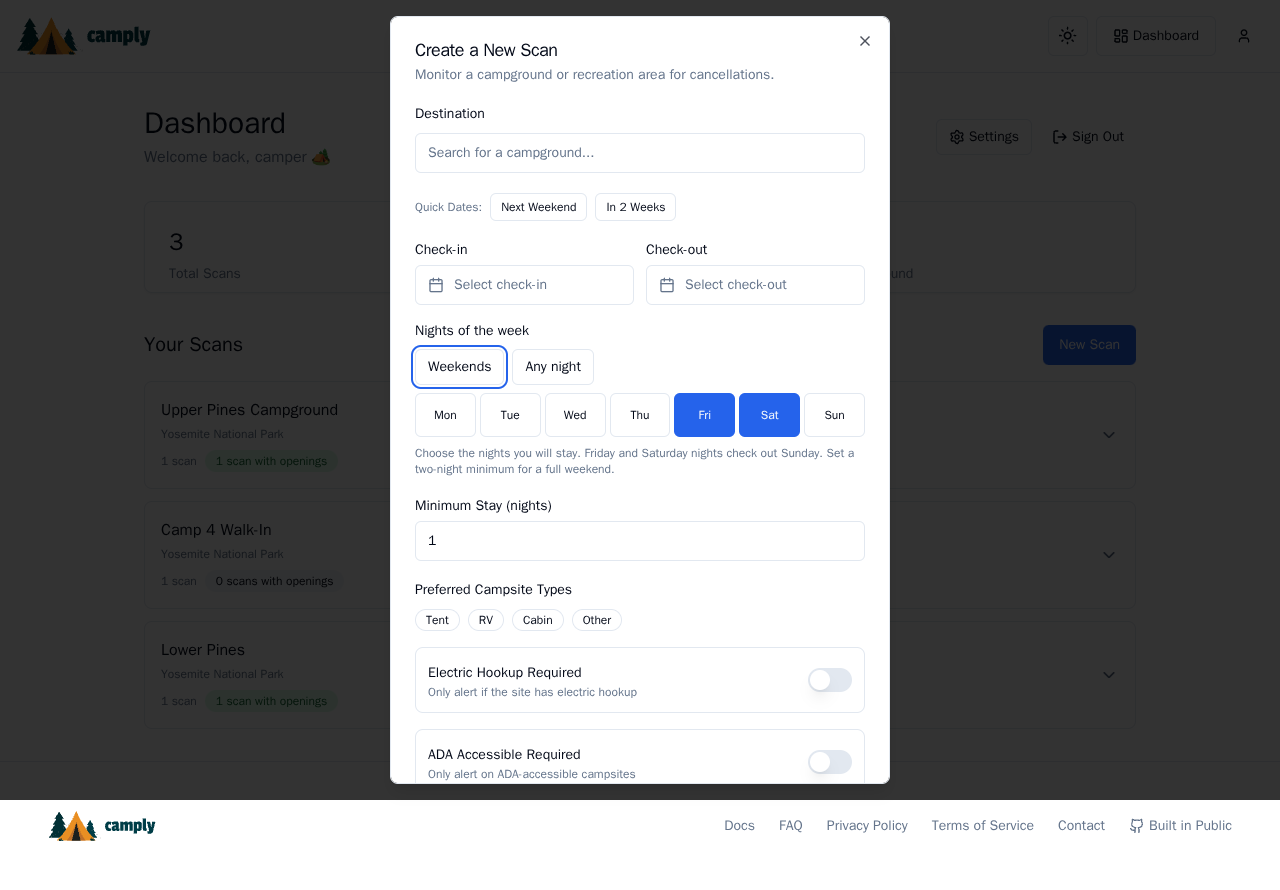 camply
Dashboard
Create a New Scan
Monitor a campground or recreation area for cancellations.
Dashboard
Welcome back, camper
Settings
Sign Out
Destination
Search for a campground...
Quick Dates:
Next Weekend
In 2 Weeks
3
Total Scans
und
Check-in
Check-out
Select check-in
Select check-out
Your Scans
New Scan
Nights of the week
Weekends
Any night
Mon
Tue
Wed
Thu
Fri
Sat
Sun
Choose the nights you will stay. Friday and Saturday nights check out Sunday. Set a
two-night minimum for a full weekend.
Upper Pines Campground
Yosemite National Park
1 scan
1 scan with openings
Minimum Stay (nights)
1
Camp 4 Walk-In
Yosemite National Park
1 scan
0 scans with openings
Preferred Campsite Types
Tent
RV
Cabin
Other
Lower Pines
Yosemite National Park
1 scan
1 scan with openings
Electric Hookup Required
Only alert if the site has electric hookup
ADA Accessible Required
Only alert on ADA-accessible campsites
camply
Docs
FAQ
Privacy Policy
Terms of Service
Contact
Built in Public